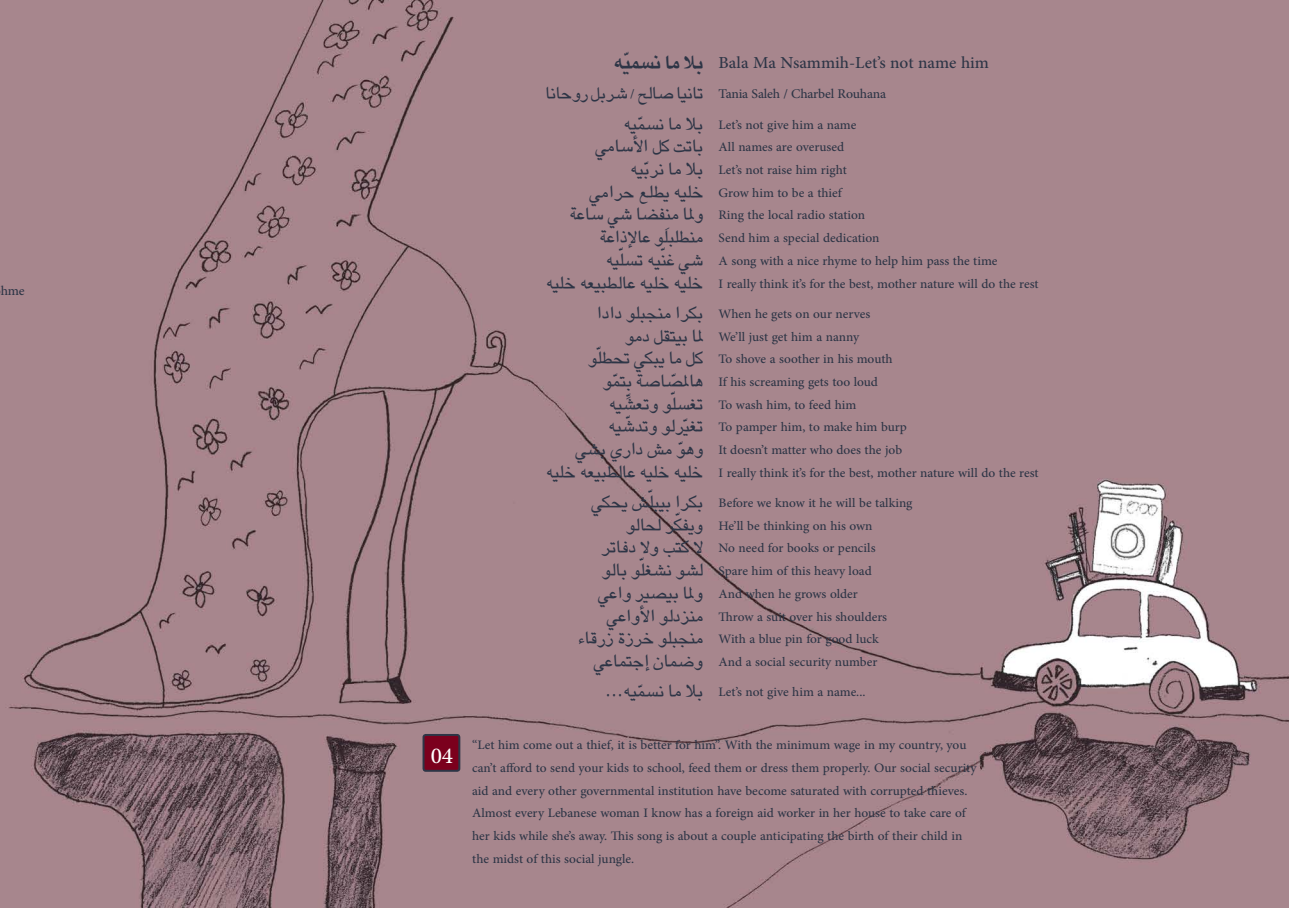 بلا ما نسميّه Bala Ma Nsammih-Let's not name him
تانيا صالح / شربل روحانا Tania Saleh / Charbel Rouhana
بلا ما نسمّيه Let's not give him a name
باتت كل الأسامي All names are overused
بلا ما نربّيه Let's not raise him right
خليه يطلع حرامي Grow him to be a thief
ولما منفضا شي ساعة Ring the local radio station
منطلبلَو عالإذاعة Send him a special dedication
شي غنّيه تسلّيه A song with a nice rhyme to help him pass the time
خليه خليه عالطبيعه خليه I really think it's for the best, mother nature will do the rest
بكرا منجبلو دادا When he gets on our nerves
لما بيتقل دمو We'll just get him a nanny
كل ما يبكي تحطلّو To shove a soother in his mouth
هالمصّاصة بِتمّو If his screaming gets too loud
تغسلّو وتعشّيه To wash him, to feed him
تغيّرلو وتدشّيه To pamper him, to make him burp
وهوّ مش داري بشي It doesn't matter who does the job
خليه خليه عالطبيعه خليه I really think it's for the best, mother nature will do the rest
بكرا بيبلّش يحكي Before we know it he will be talking
ويفكّر لحالو He'll be thinking on his own
لا كتب ولا دفاتر No need for books or pencils
لشو نشغلّو بالو Spare him of this heavy load
ولما بيصير واعي And when he grows older
منزدلو الأواعي Throw a suit over his shoulders
منجبلو خرزة زرقاء With a blue pin for good luck
وضمان إجتماعي And a social security number
بلا ما نسمّيه... Let's not give him a name...
04
"Let him come out a thief, it is better for him". With the minimum wage in my country, you
can't afford to send your kids to school, feed them or dress them properly. Our social security
aid and every other governmental institution have become saturated with corrupted thieves.
Almost every Lebanese woman I know has a foreign aid worker in her house to take care of
her kids while she's away. This song is about a couple anticipating the birth of their child in
the midst of this social jungle.